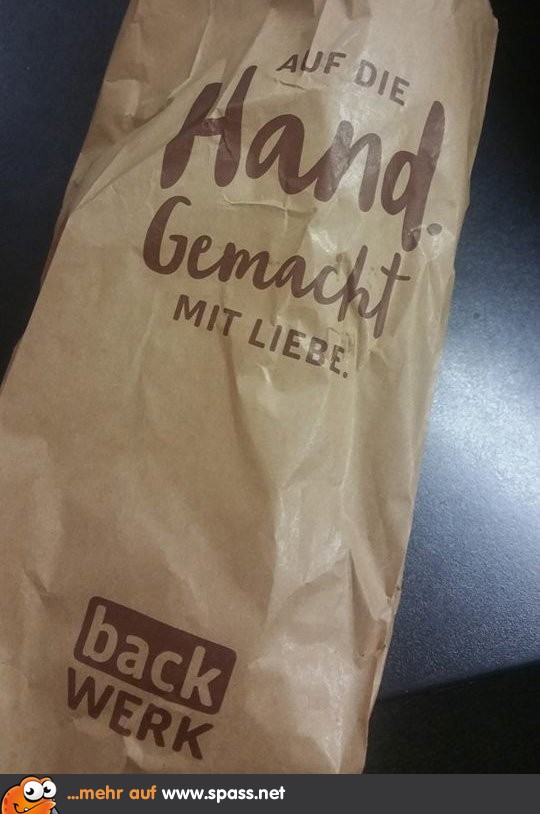 AUF DIE
Hand.
Gemacht
MIT LIEBE.
back
WERK
...mehr auf www.spass.net